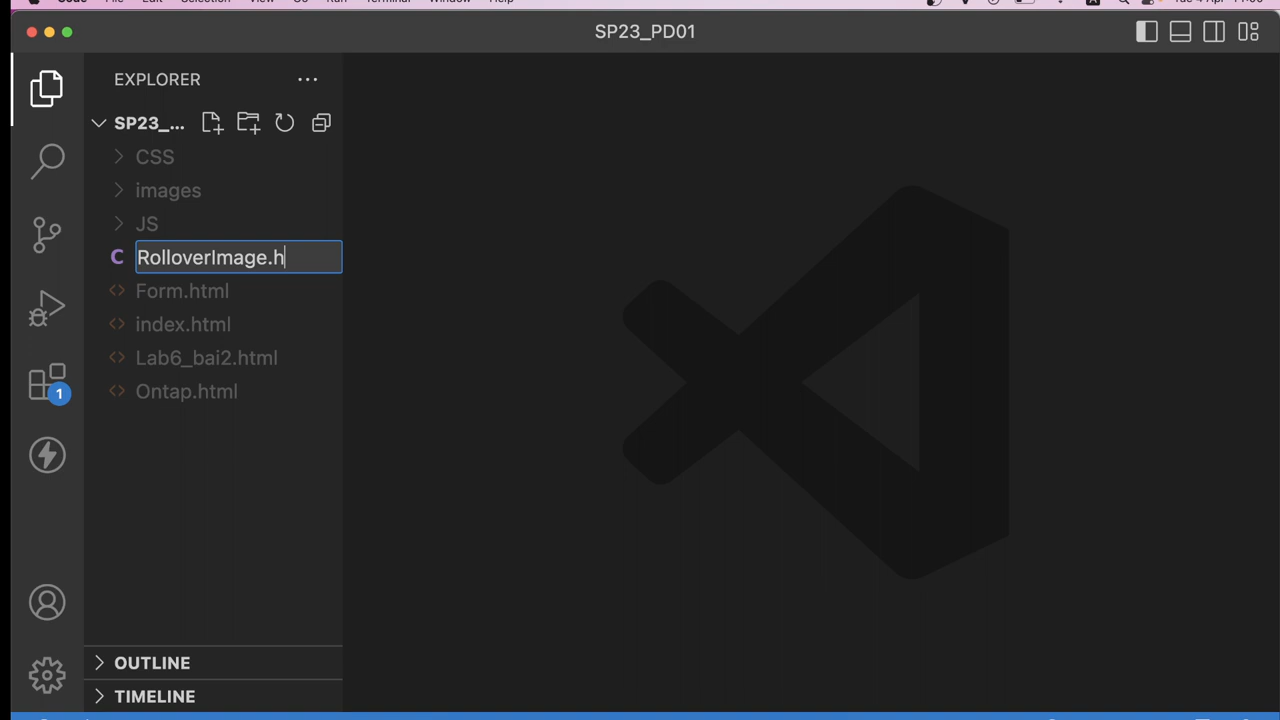 SP23_PD01
EXPLORER
SP23_...
CSS
images
JS
C RolloverImage.h
Form.html
index.html
Lab6_bai2.html
Ontap.html
1
OUTLINE
TIMELINE